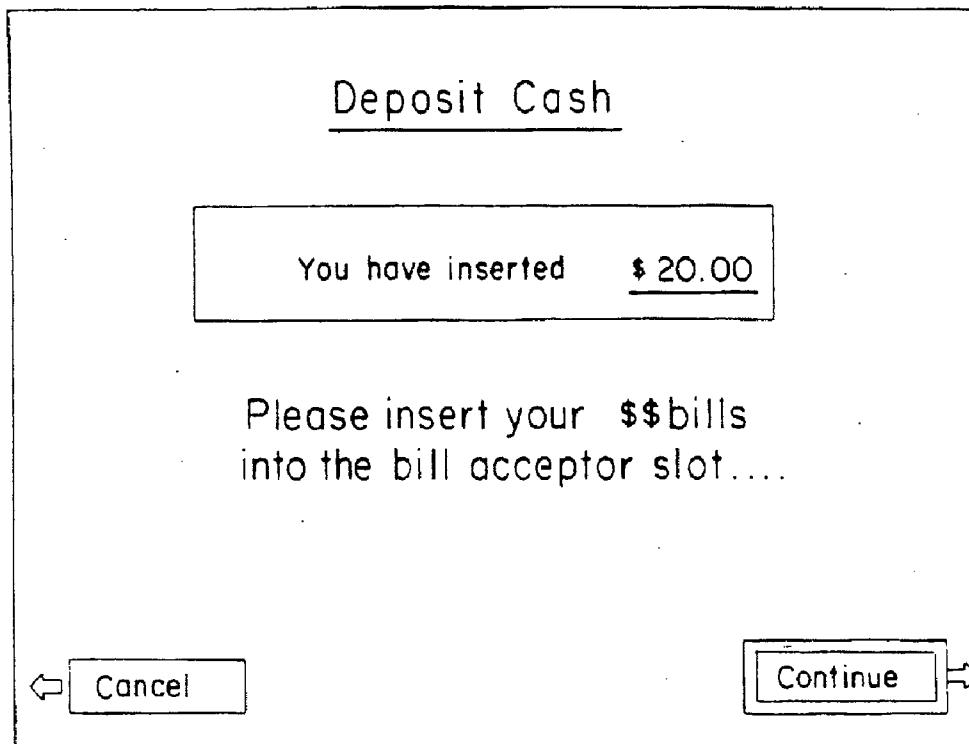 Deposit Cash
You have inserted $ 20.00
Please insert your $$bills
into the bill acceptor slot....
Cancel
Continue